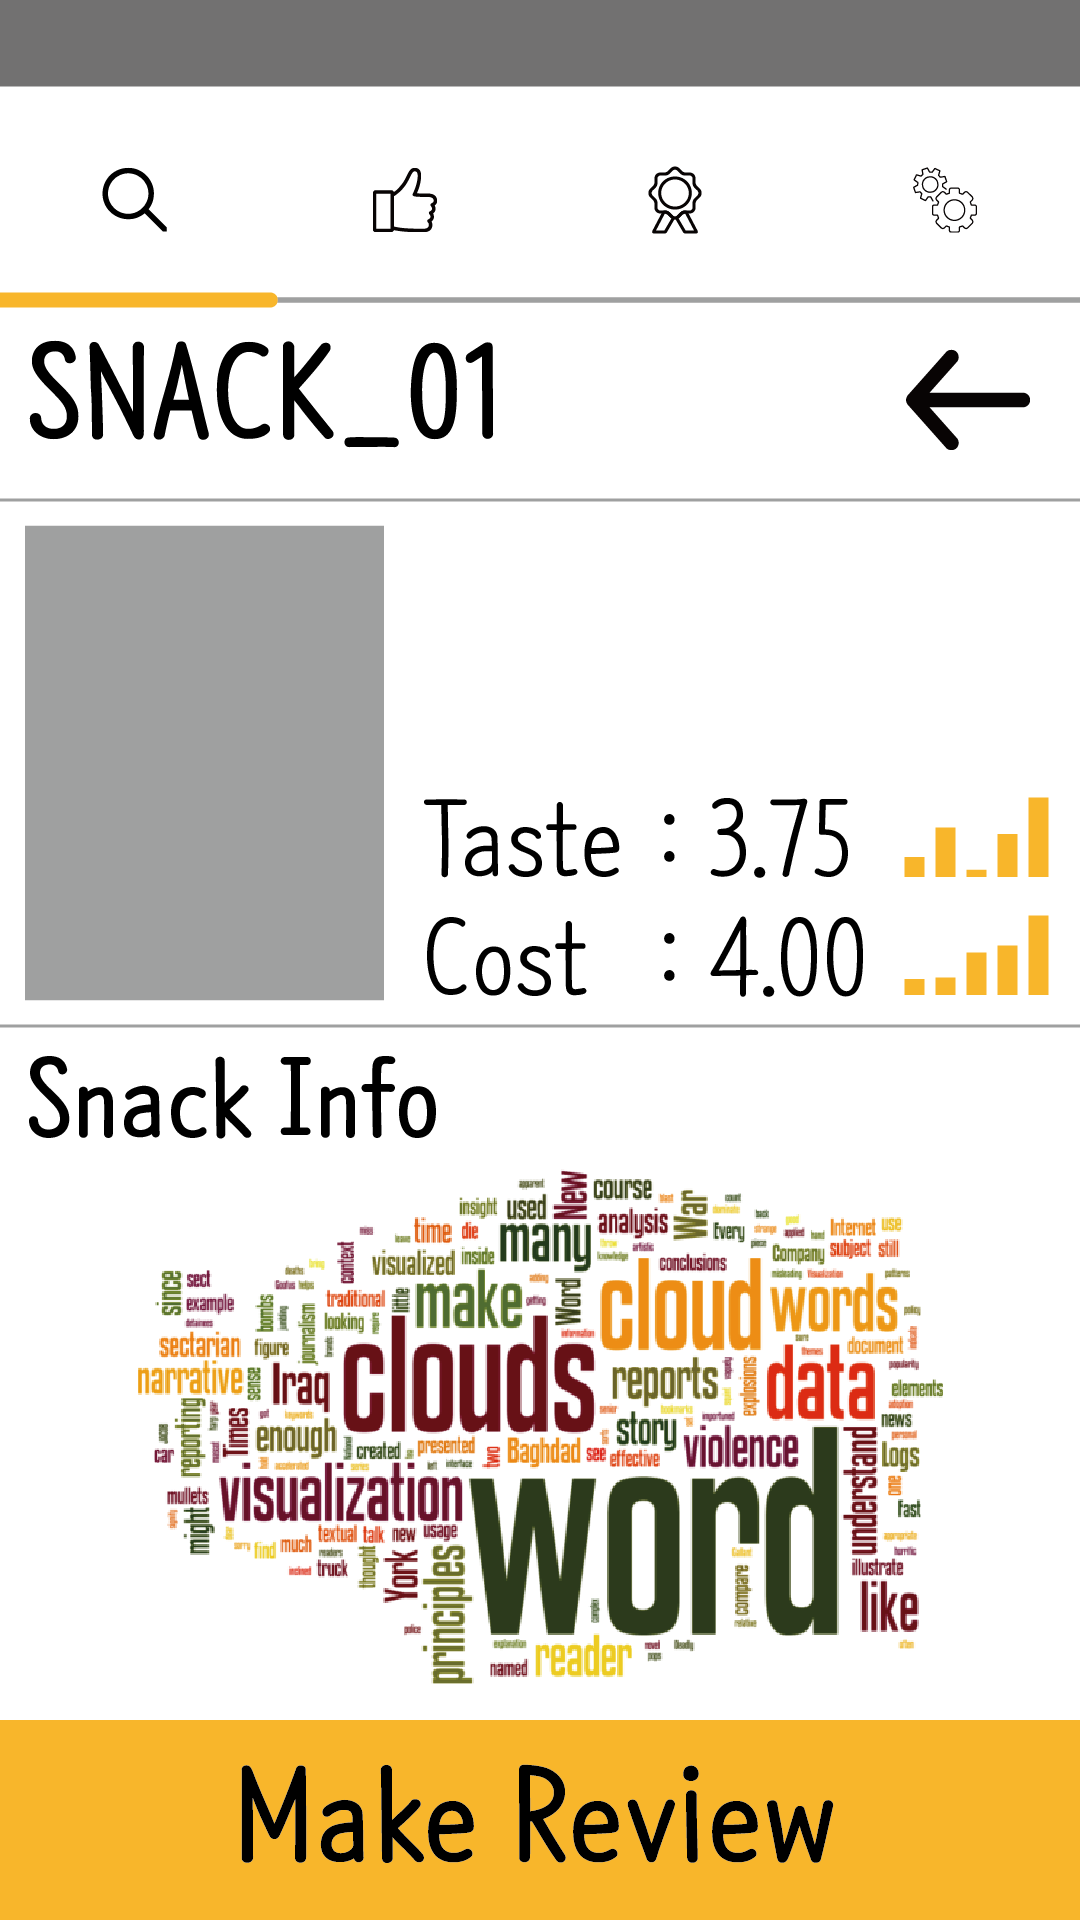 SNACK_01
Taste : 3.75
Cost : 4.00
Snack Info
apparent
New
course
insight
used
War
time
die
many
analysis
Every
Internet
use
context
visualized
inside
conclusions
Company
subject
still
since
sect
example
bombs
journalism
traditional
little
looking
make
Word
cloud
words
sectarian
figure
clouds
document
narrative
sense
Iraq
reports
explosions
data
elements
reporting
Times
enough
created
presented
two
Baghdad
see
story
effective
violence
news
understand
Logs
car
mullets
might
visualization
word
one
fast
find
much
textual
talk
new
usage
truck
thought
York
principles
compare
illustrate
like
named
reader
Make Review